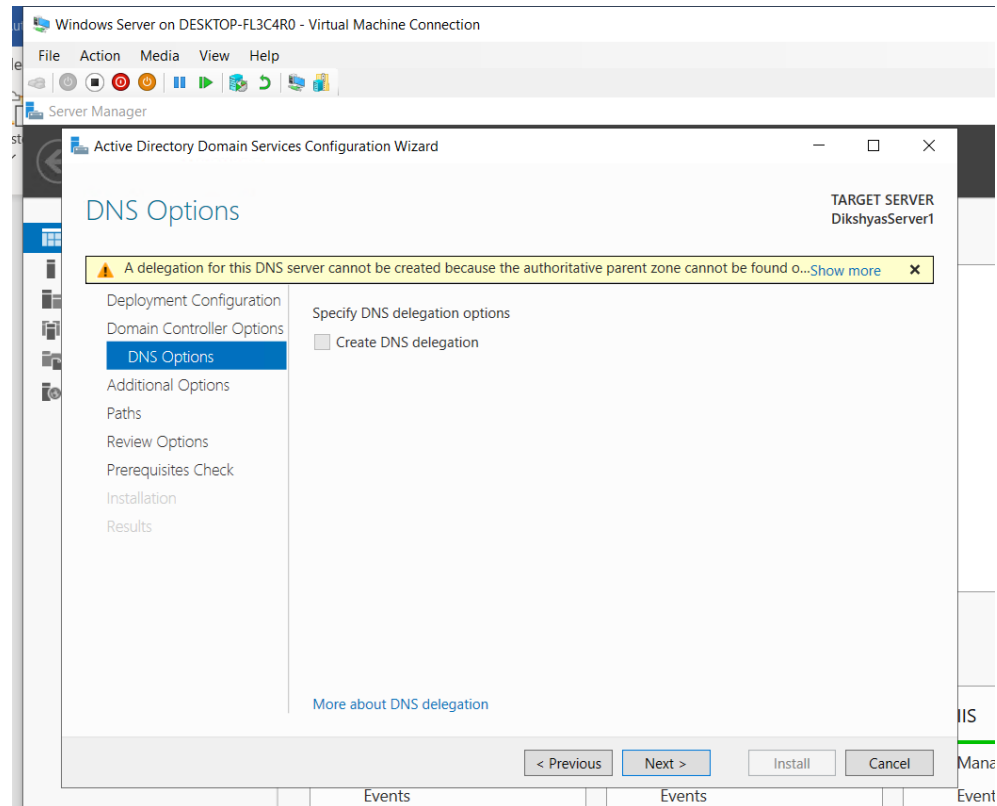 Windows Server on DESKTOP-FL3C4R0 - Virtual Machine Connection
File Action Media View Help
Server Manager
Active Directory Domain Services Configuration Wizard
DNS Options
TARGET SERVER
DikshyasServer1
A delegation for this DNS server cannot be created because the authoritative parent zone cannot be found o...Show more
Deployment Configuration
Domain Controller Options
DNS Options
Additional Options
Paths
Review Options
Prerequisites Check
Installation
Results
Specify DNS delegation options
Create DNS delegation
More about DNS delegation
< Previous
Next >
Install
Cancel
IIS
Mana
Events
Events
Event